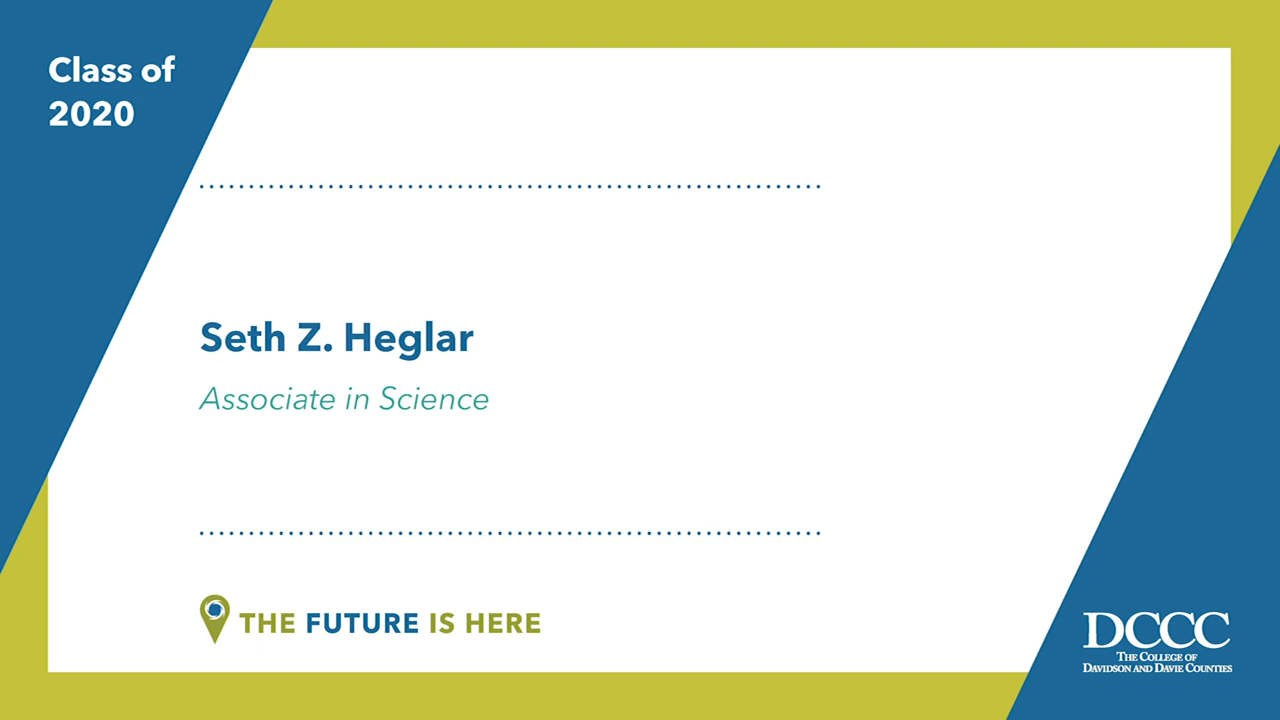 Class of
2020
Seth Z. Heglar
Associate in Science
THE FUTURE IS HERE
DCCC
THE COLLEGE OF
DAVIDSON AND DAVIE COUNTIES